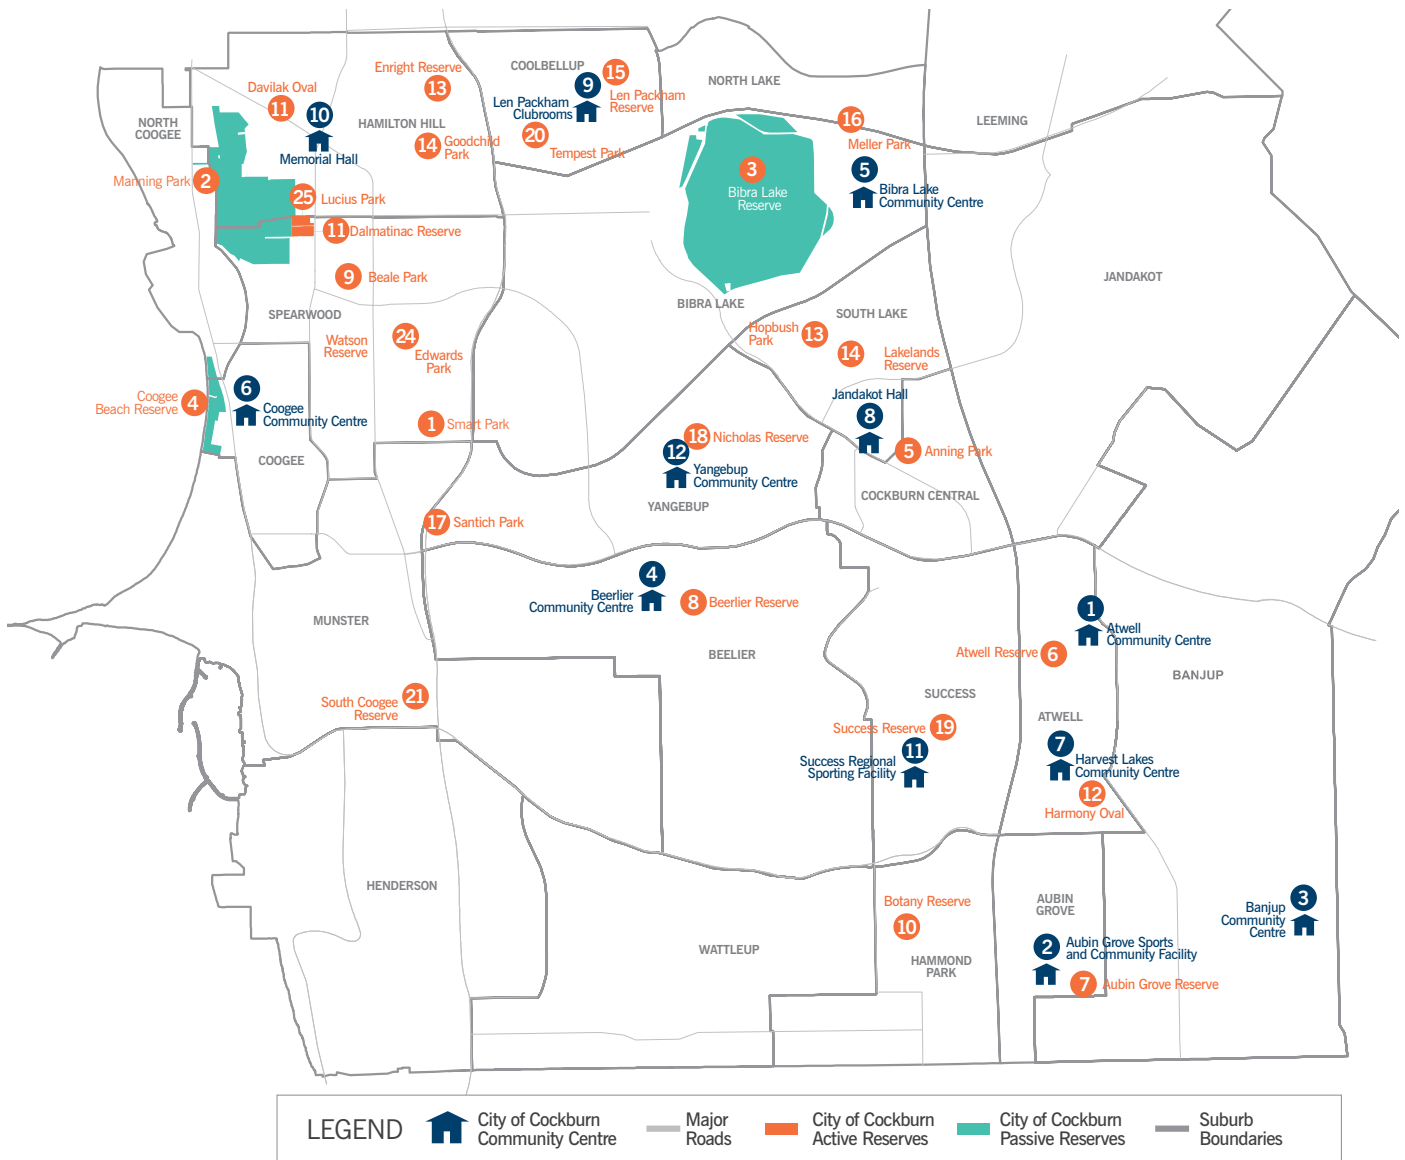 COOLBELLUP
15
Enright Reserve
13
9
Len Packham
Clubrooms
Len Packham
Reserve
NORTH LAKE
Davilak Oval
11
10
Memorial Hall
NORTH
COOGEE
HAMILTON HILL
14
Goodchild
Park
20
Tempest Park
16
Meller Park
LEEMING
Manning Park
2
25
Lucius Park
3
Bibra Lake
Reserve
5
Bibra Lake
Community Centre
11
Dalmatinac Reserve
9
Beale Park
JANDAKOT
BIBRA LAKE
SPEARWOOD
SOUTH LAKE
Watson
Reserve
24
Edwards
Park
Hopbush
Park
13
14
Lakelands
Reserve
Coogee
Beach Reserve
4
6
Coogee
Community Centre
Jandakot Hall
8
1
Smart Park
18
Nicholas Reserve
12
Yangebup
Community Centre
5
Anning Park
COOGEE
YANGEBUP
COCKBURN CENTRAL
17
Santich Park
4
Beerlier
Community Centre
8
Beerlier Reserve
1
Atwell
Community Centre
MUNSTER
BEELIER
Atwell Reserve
6
BANJUP
South Coogee
Reserve
21
SUCCESS
Success Reserve
19
ATWELL
11
Success Regional
Sporting Facility
7
Harvest Lakes
Community Centre
12
Harmony Oval
HENDERSON
Botany Reserve
10
AUBIN
GROVE
3
Banjup
Community
Centre
WATTLEUP
HAMMOND
PARK
2
Aubin Grove Sports
and Community Facility
7
Aubin Grove Reserve
LEGEND
City of Cockburn
Community Centre
Major
Roads
City of Cockburn
Active Reserves
City of Cockburn
Passive Reserves
Suburb
Boundaries